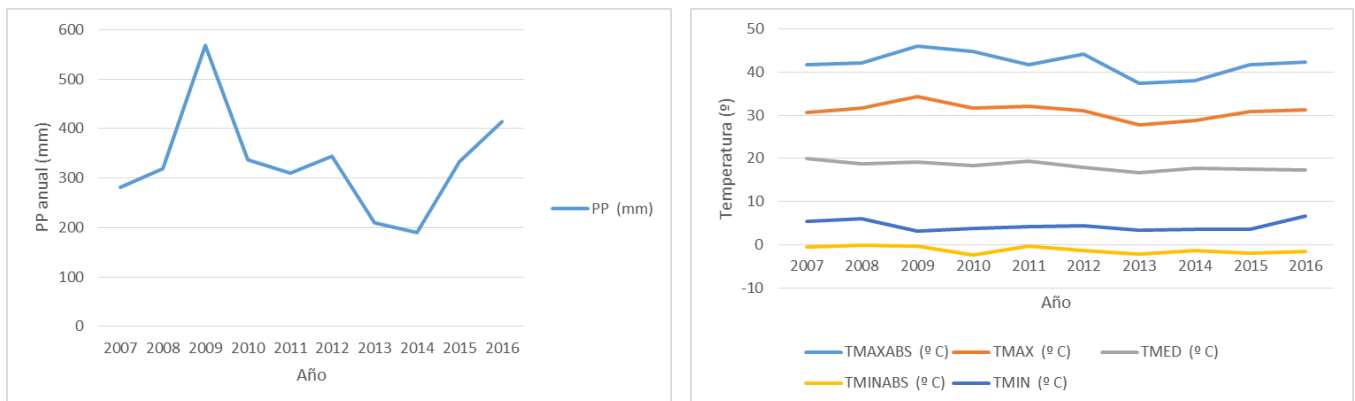 600
500
400
300
200
100
0
PP anual (mm)
2007 2008 2009 2010 2011 2012 2013 2014 2015 2016
Año
PP (mm)
50
40
30
20
10
0
-10
Temperatura (º)
2007 2008 2009 2010 2011 2012 2013 2014 2015 2016
Año
TMAXABS (º C) TMAX (º C) TMED (º C)
TMINABS (º C) TMIN (º C)